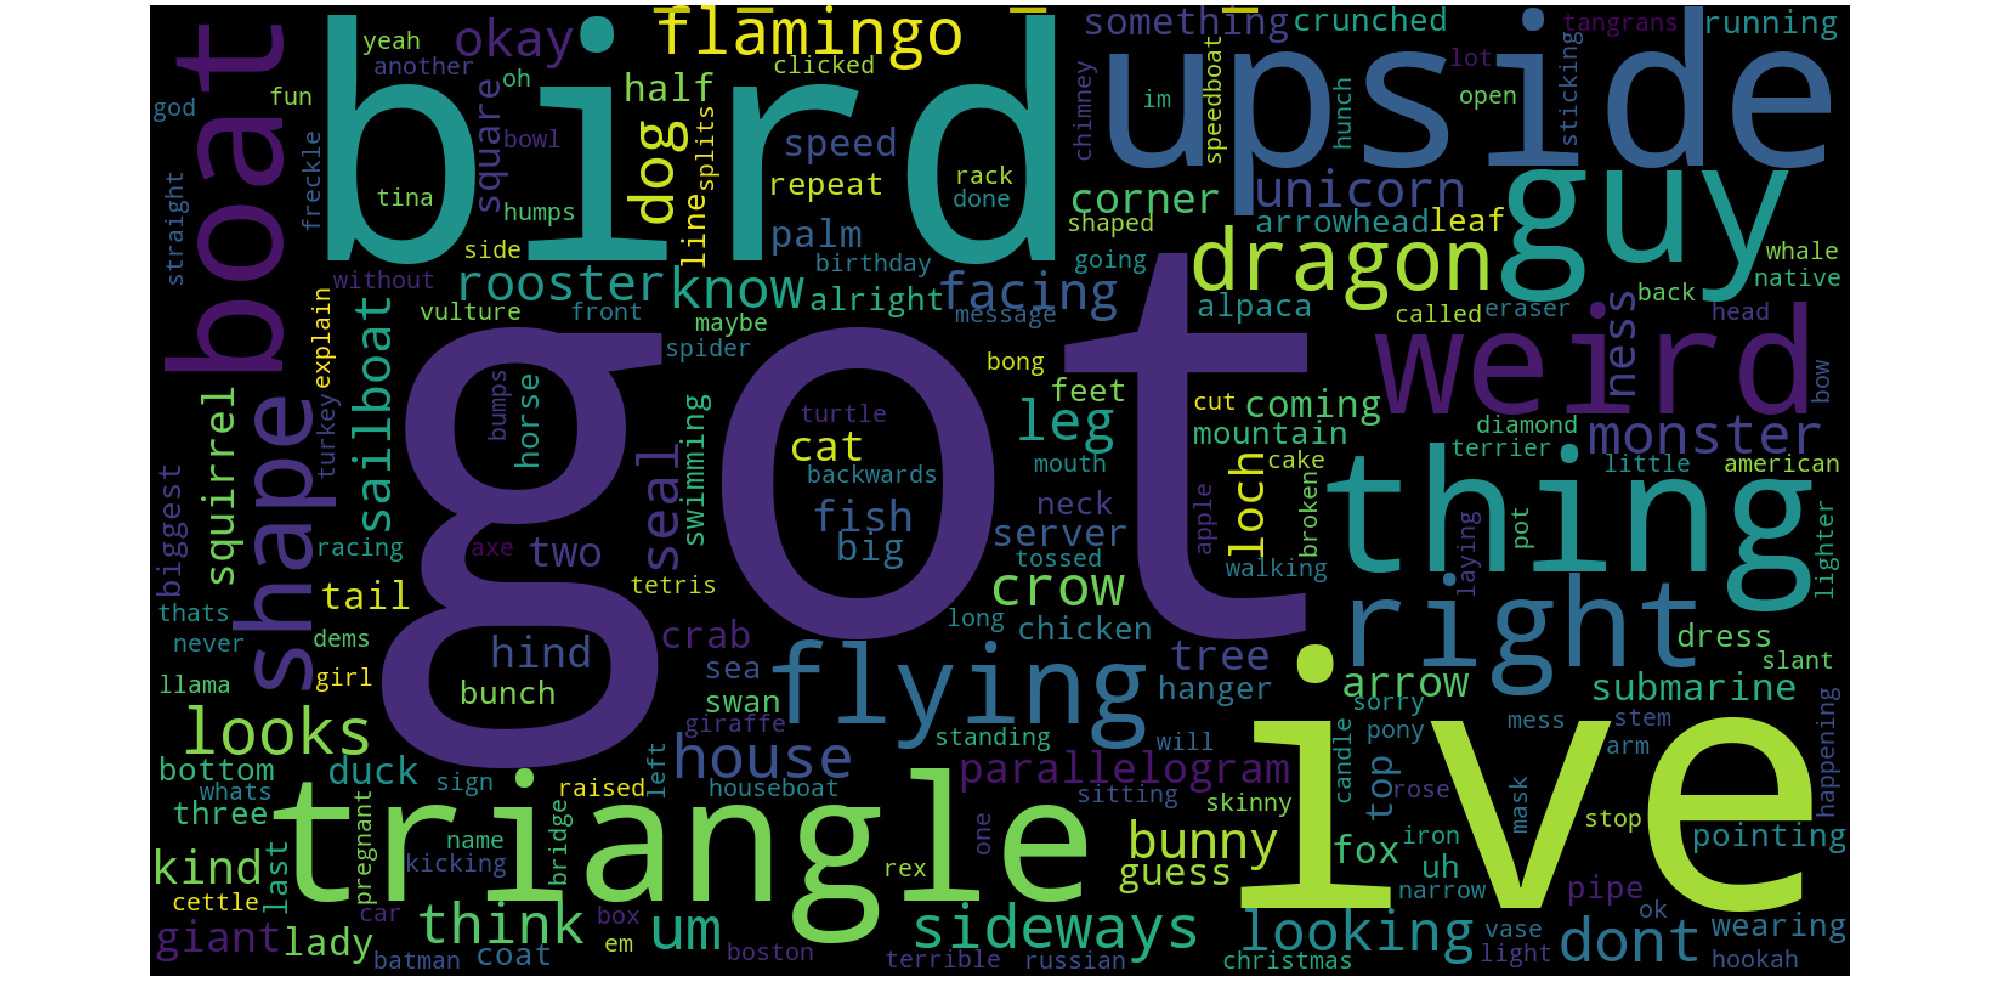 boat
yeah
okay
flamingo
something
crunched
tangrans
running
another
oh
clicked
bird
upside
god
fun
square
bowl
half
dog
splits
speed
chimney
im
speedboat
hunch
lot
open
sticking
straight
freckle
tina
humps
line
repeat
rack
done
corner
unicorn
guy
side
palm
shaped
arrowhead
leaf
whale
without
rooster
know
birthday
alright
facing
going
dragon
native
back
explain
sailboat
vulture
front
maybe
message
alpaca
called
eraser
ness
head
got
spider
bong
weird
bow
squirrel
shape
turkey
bumps
horse
seal
swimming
turtle
cat
backwards
feet
leg
cut
coming
mountain
diamond
monster
terrier
little
american
biggest
mouth
loch
cake
thing
racing
axe
two
fish
big
neck
server
tossed
apple
broken
walking
laying
pot
lighter
tail
tetris
crow
thats
never
dems
hind
crab
long
chicken
right
dress
llama
girl
bunch
sea
swan
flying
tree
hanger
arrow
submarine
slant
looks
giraffe
house
standing
will
sorry
pony
mess
stem
arm
happening
bottom
duck
sign
raised
left
houseboat
parallelogram
sitting
skinny
candle
top
rose
ive
whats
three
triangle
mask
stop
pointing
kind
last
pregnant
name
kicking
bridge
rex
one
bunny
guess
fox
iron
uh
narrow
cettle
car
think
box
em
um
sideways
looking
pipe
ok
vase
light
dont
wearing
giant
lady
batman
coat
boston
terrible
russian
christmas
hookah